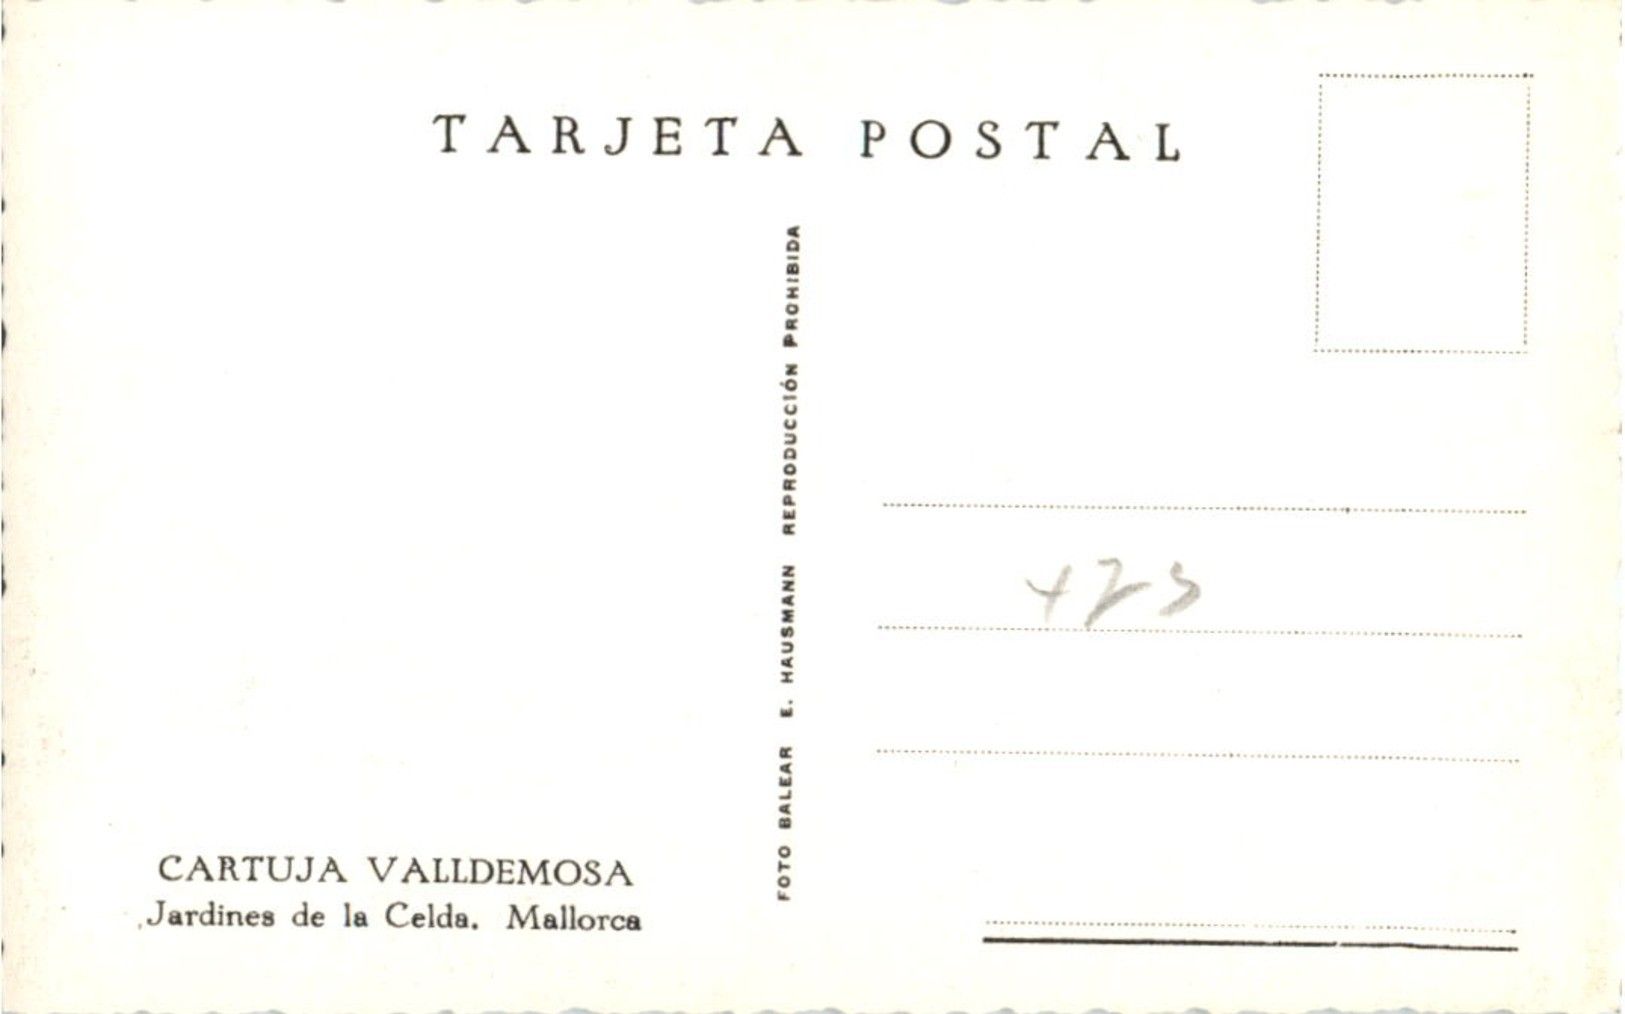 TARJETA POSTAL
FOTO BALEAR E. HAUSMANN REPRODUCCIÓN PROHIBIDA
CARTUJA VALLDEMOSA
Jardines de la Celda. Mallorca